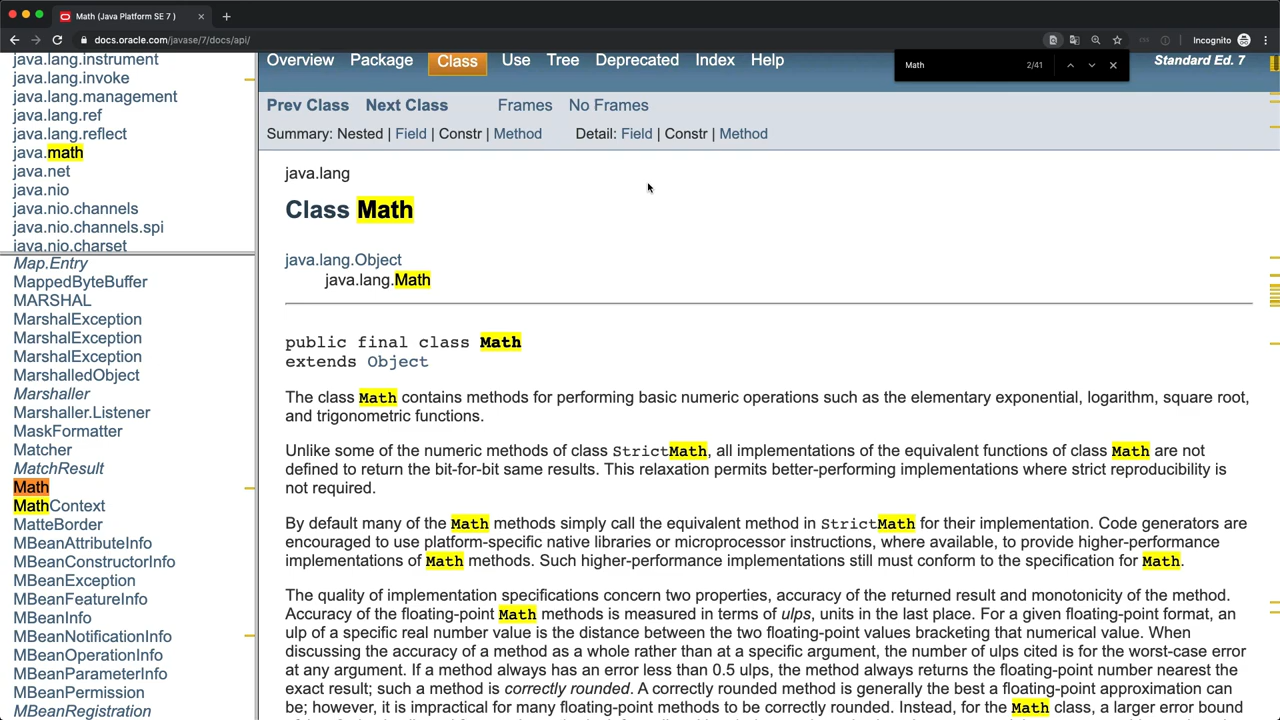 Math (Java Platform SE 7 )
docs.oracle.com/javase/7/docs/api/
Incognito
java.lang.instrument
java.lang.invoke
java.lang.management
java.lang.ref
java.lang.reflect
java.math
java.net
java.nio
java.nio.channels
java.nio.channels.spi
java.nio.charset
Map.Entry
MappedByteBuffer
MARSHAL
MarshalException
MarshalException
MarshalException
MarshalledObject
Marshaller
Marshaller.Listener
MaskFormatter
Matcher
MatchResult
Math
MathContext
MatteBorder
MBeanAttributeInfo
MBeanConstructorInfo
MBeanException
MBeanFeatureInfo
MBeanInfo
MBeanNotificationInfo
MBeanOperationInfo
MBeanParameterInfo
MBeanPermission
MBeanRegistration
Overview Package Class Use Tree Deprecated Index Help
Math 2/41
Standard Ed. 7
Prev Class Next Class Frames No Frames
Summary: Nested | Field | Constr | Method Detail: Field | Constr | Method
java.lang
Class Math
java.lang.Object
java.lang.Math
public final class Math
extends Object
The class Math contains methods for performing basic numeric operations such as the elementary exponential, logarithm, square root,
and trigonometric functions.
Unlike some of the numeric methods of class StrictMath, all implementations of the equivalent functions of class Math are not
defined to return the bit-for-bit same results. This relaxation permits better-performing implementations where strict reproducibility is
not required.
By default many of the Math methods simply call the equivalent method in StrictMath for their implementation. Code generators are
encouraged to use platform-specific native libraries or microprocessor instructions, where available, to provide higher-performance
implementations of Math methods. Such higher-performance implementations still must conform to the specification for Math.
The quality of implementation specifications concern two properties, accuracy of the returned result and monotonicity of the method.
Accuracy of the floating-point Math methods is measured in terms of ulps, units in the last place. For a given floating-point format, an
ulp of a specific real number value is the distance between the two floating-point values bracketing that numerical value. When
discussing the accuracy of a method as a whole rather than at a specific argument, the number of ulps cited is for the worst-case error
at any argument. If a method always has an error less than 0.5 ulps, the method always returns the floating-point number nearest the
exact result; such a method is correctly rounded. A correctly rounded method is generally the best a floating-point approximation can
be; however, it is impractical for many floating-point methods to be correctly rounded. Instead, for the Math class, a larger error bound